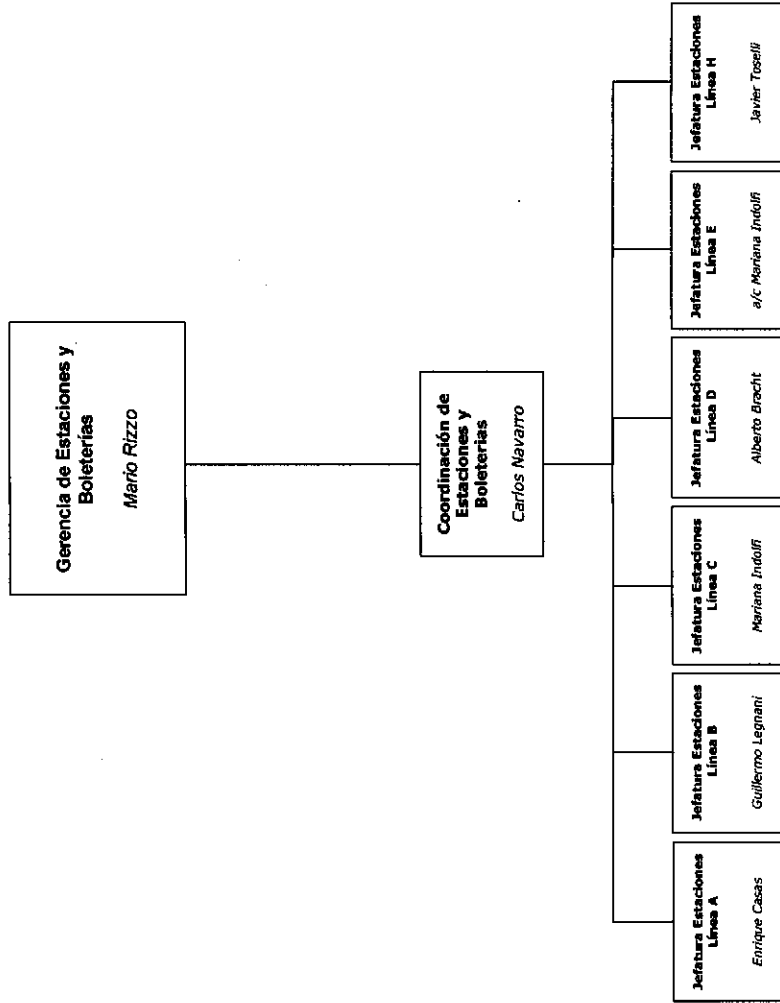 Gerencia de Estaciones y
Boleterías
Mario Rizzo
Coordinación de
Estaciones y
Boleterias
Carlos Navarro
Jefatura Estaciones
Línea A
Enrique Casas
Jefatura Estaciones
Línea B
Guillermo Legnani
Jefatura Estaciones
Línea C
Mariana Indolfi
Jefatura Estaciones
Línea D
Alberto Bracht
Jefatura Estaciones
Línea E
a/c Mariana Indolfi
Jefatura Estaciones
Línea H
Javier Toselli